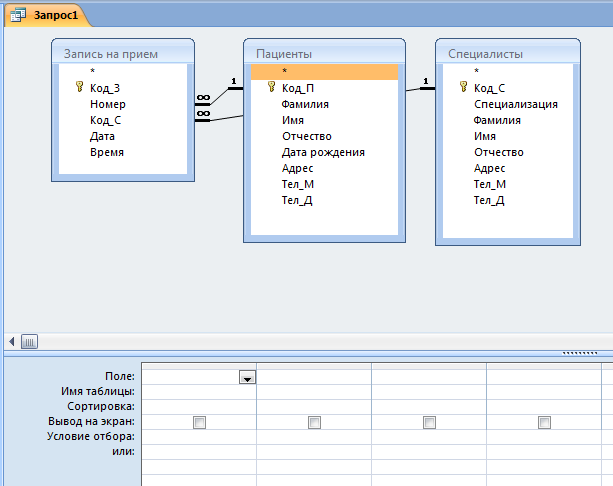 Запрос1
Запись на прием
*
Код_З
Номер
Код_С
Дата
Время
∞
∞
1
Пациенты
*
Код_П
Фамилия
Имя
Отчество
Дата рождения
Адрес
Тел_М
Тел_Д
1
Специалисты
*
Код_С
Специализация
Фамилия
Имя
Отчество
Адрес
Тел_М
Тел_Д
Поле:
Имя таблицы:
Сортировка:
Вывод на экран:
Условие отбора:
или: